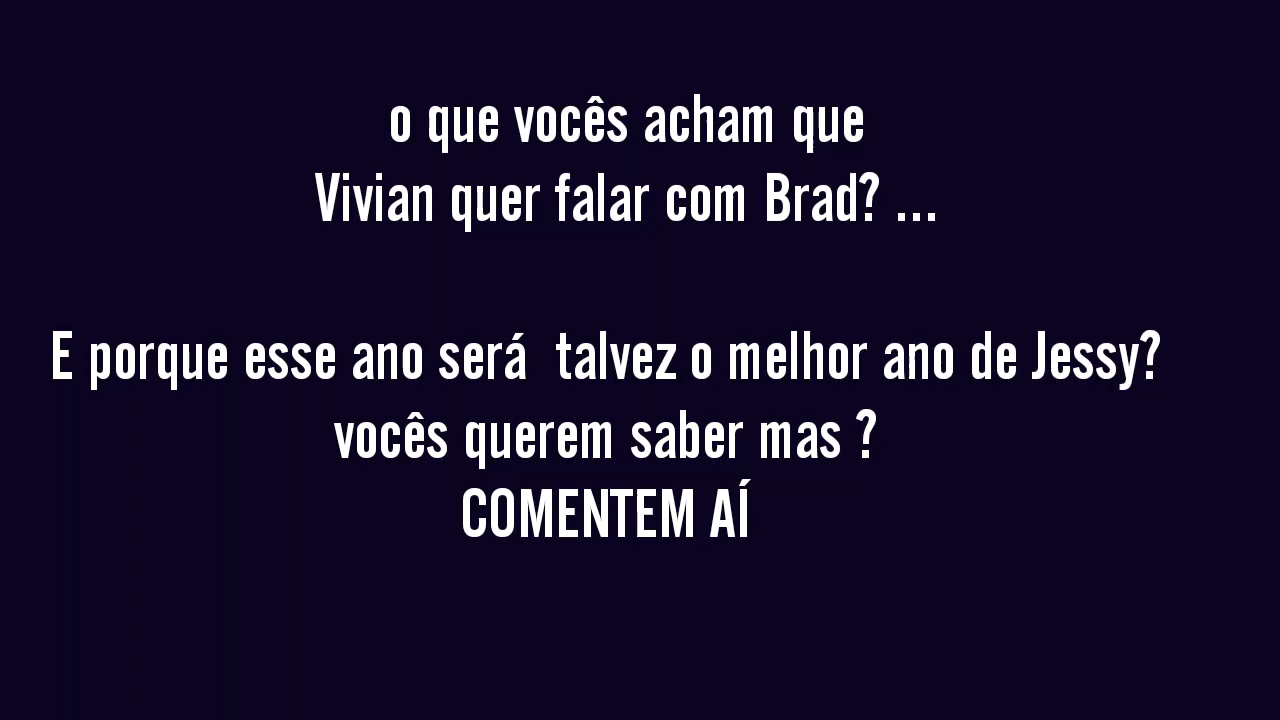 o que vocês acham que
Vivian quer falar com Brad? ...
E porque esse ano será talvez o melhor ano de Jessy?
vocês querem saber mas ?
COMENTEM AÍ